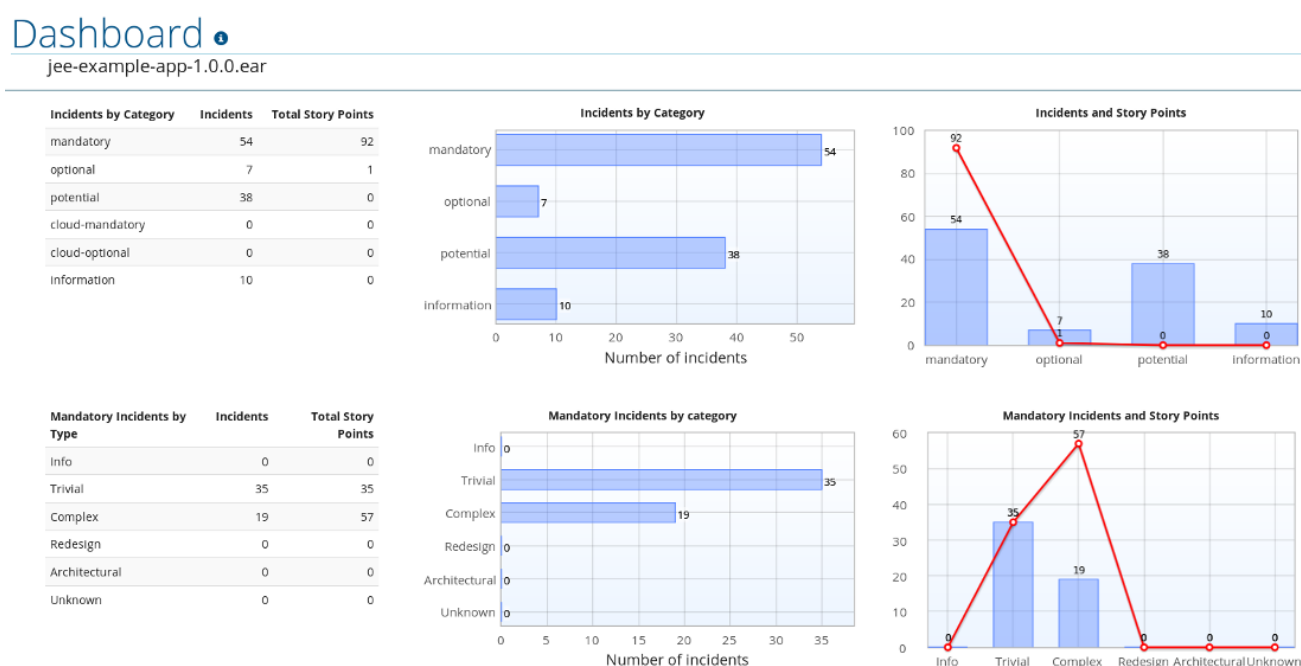 Dashboard i
jee-example-app-1.0.0.ear
Incidents by Category Incidents Total Story Points
mandatory 54 92
optional 7 1
potential 38 0
cloud-mandatory 0 0
cloud-optional 0 0
information 10 0
Incidents by Category
mandatory 54
optional 7
potential 38
information 10
0 10 20 30 40 50
Number of incidents
Incidents and Story Points
100
80
60
40
20
0
92
54
7
1
38
0
10
0
mandatory optional potential information
Mandatory Incidents by Type Incidents Total Story Points
Info 0 0
Trivial 35 35
Complex 19 57
Redesign 0 0
Architectural 0 0
Unknown 0 0
Mandatory Incidents by category
Info 0
Trivial 35
Complex 19
Redesign 0
Architectural 0
Unknown 0
0 5 10 15 20 25 30 35
Number of incidents
Mandatory Incidents and Story Points
60
50
40
30
20
10
0
0
35
57
19
0
0
0
Info Trivial Complex Redesign Architectural Unknown